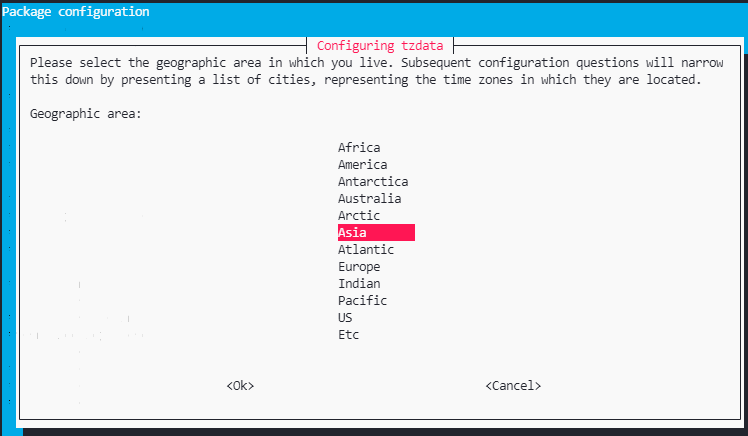 Package configuration
Configuring tzdata
Please select the geographic area in which you live. Subsequent configuration questions will narrow
this down by presenting a list of cities, representing the time zones in which they are located.
Geographic area:
Africa
America
Antarctica
Australia
Arctic
Asia
Atlantic
Europe
Indian
Pacific
US
Etc
<Ok> <Cancel>